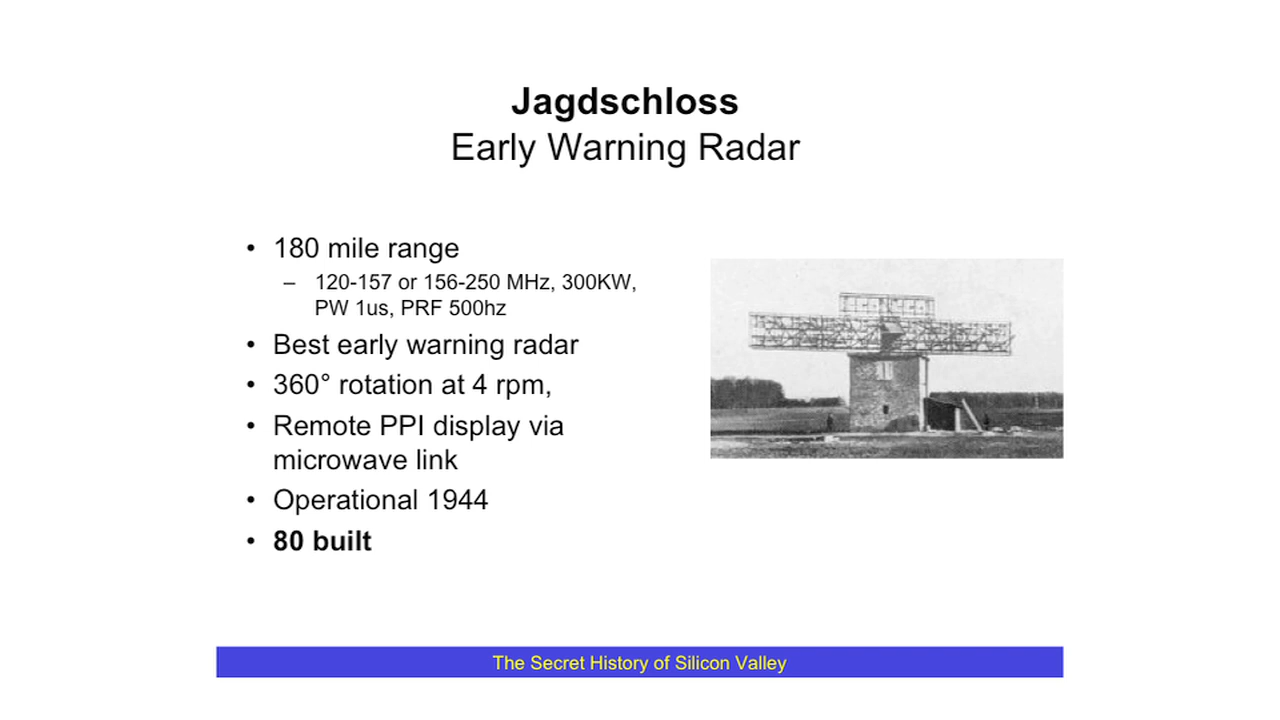 Jagdschloss
Early Warning Radar
• 180 mile range
– 120-157 or 156-250 MHz, 300KW,
PW 1us, PRF 500hz
• Best early warning radar
• 360° rotation at 4 rpm,
• Remote PPI display via
microwave link
• Operational 1944
• 80 built
The Secret History of Silicon Valley